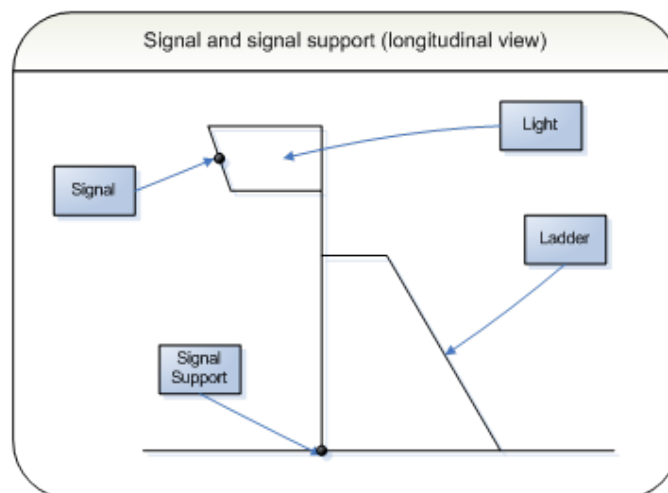 Signal and signal support (longitudinal view)
Light
Signal
Ladder
Signal
Support